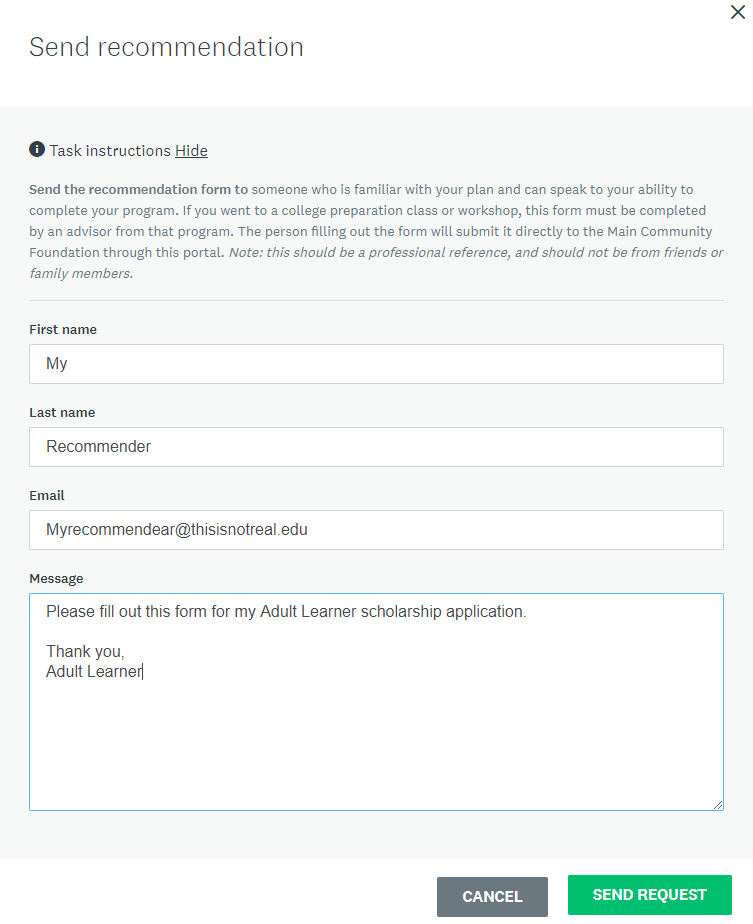 Send recommendation
Task instructions Hide
Send the recommendation form to someone who is familiar with your plan and can speak to your ability to
complete your program. If you went to a college preparation class or workshop, this form must be completed
by an advisor from that program. The person filling out the form will submit it directly to the Main Community
Foundation through this portal. Note: this should be a professional reference, and should not be from friends or
family members.
First name
My
Last name
Recommender
Email
Myrecommendear@thisisnotreal.edu
Message
Please fill out this form for my Adult Learner scholarship application.
Thank you,
Adult Learner
CANCEL
SEND REQUEST